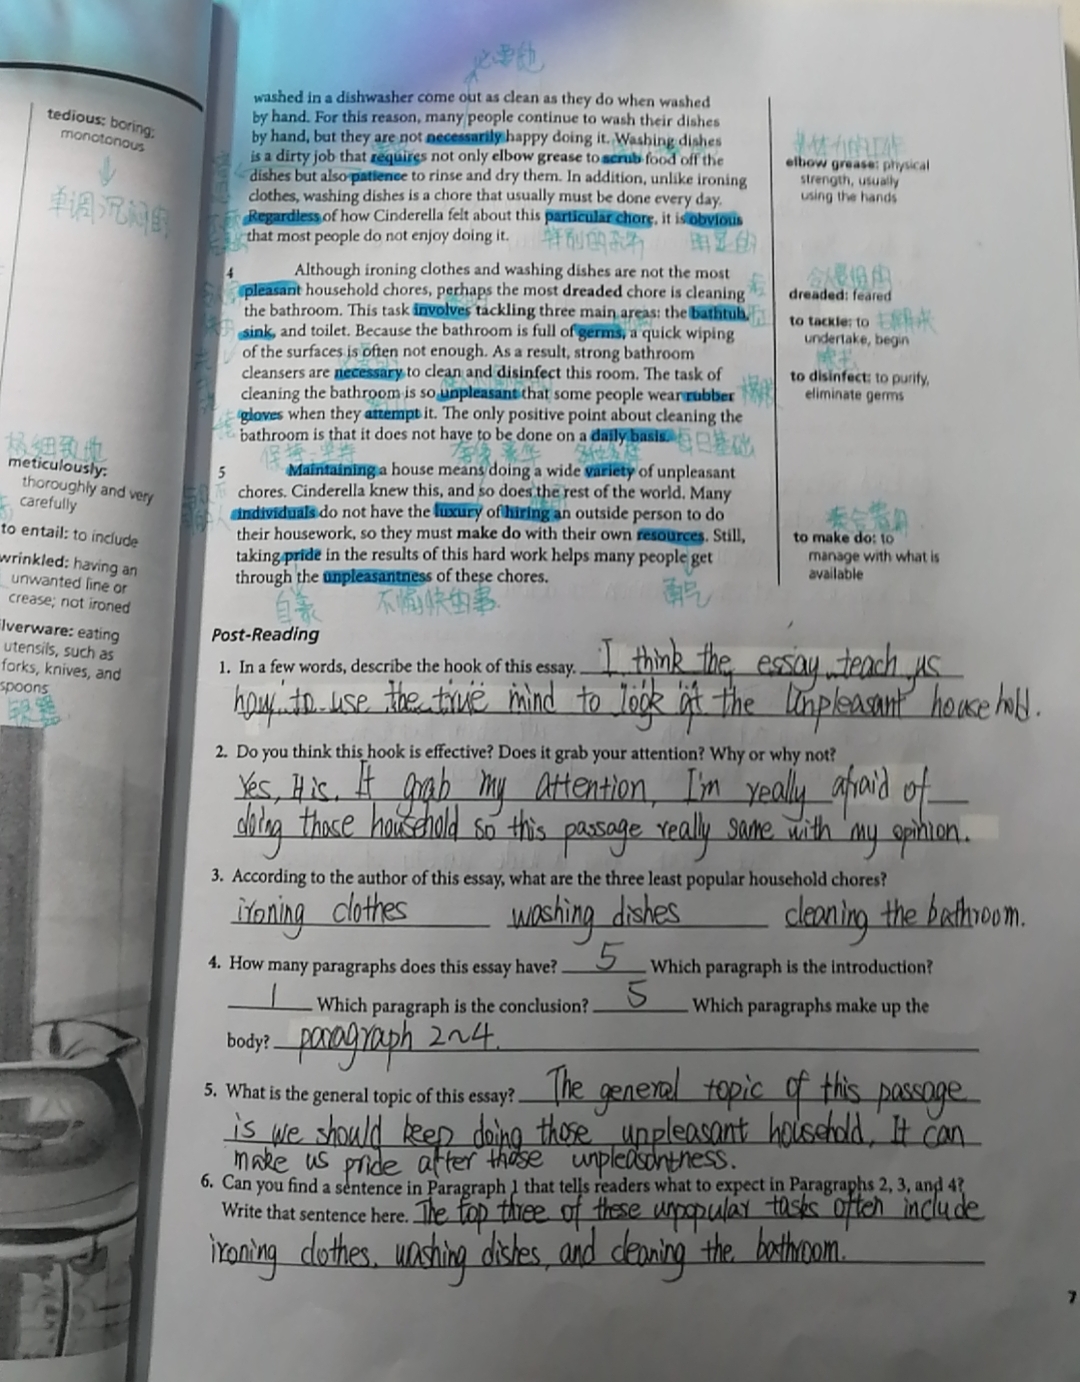 必要地
washed in a dishwasher come out as clean as they do when washed
by hand. For this reason, many people continue to wash their dishes
by hand, but they are not necessarily happy doing it. Washing dishes
is a dirty job that requires not only elbow grease to scrub food off the
dishes but also patience to rinse and dry them. In addition, unlike ironing
clothes, washing dishes is a chore that usually must be done every day.
Regardless of how Cinderella felt about this particular chore, it is obvious
that most people do not enjoy doing it.
特别的杂务 明显的
4 Although ironing clothes and washing dishes are not the most
pleasant household chores, perhaps the most dreaded chore is cleaning
the bathroom. This task involves tackling three main areas: the bathtub,
sink, and toilet. Because the bathroom is full of germs, a quick wiping
of the surfaces is often not enough. As a result, strong bathroom
cleansers are necessary to clean and disinfect this room. The task of
cleaning the bathroom is so unpleasant that some people wear rubber
gloves when they attempt it. The only positive point about cleaning the
bathroom is that it does not have to be done on a daily basis.
每日基础
5 Maintaining a house means doing a wide variety of unpleasant
chores. Cinderella knew this, and so does the rest of the world. Many
individuals do not have the luxury of hiring an outside person to do
their housework, so they must make do with their own resources. Still,
taking pride in the results of this hard work helps many people get
through the unpleasantness of these chores.
自豪 不愉快的事
tedious: boring;
monotonous
单调沉闷的
meticulously:
thoroughly and very
carefully
to entail: to include
wrinkled: having an
unwanted line or
crease; not ironed
lverware: eating
utensils, such as
forks, knives, and
spoons
银器
elbow grease: physical
strength, usually
using the hands
dreaded: feared
to tackle: to
undertake, begin
to disinfect: to purify,
eliminate germs
to make do: to
manage with what is
available
Post-Reading
1. In a few words, describe the hook of this essay. I think the essay teach us
how to use the true mind to look at the unpleasant household.
2. Do you think this hook is effective? Does it grab your attention? Why or why not?
Yes, It is. It grab my attention, I'm really afraid of
doing those household so this passage really same with my opinion.
3. According to the author of this essay, what are the three least popular household chores?
ironing clothes washing dishes cleaning the bathroom.
4. How many paragraphs does this essay have? 5 Which paragraph is the introduction?
1 Which paragraph is the conclusion? 5 Which paragraphs make up the
body? paragraph 2~4.
5. What is the general topic of this essay? The general topic of this passage
is we should keep doing those unpleasant household. It can
make us pride after those unpleasantness.
6. Can you find a sentence in Paragraph 1 that tells readers what to expect in Paragraphs 2, 3, and 4?
Write that sentence here. The top three of these unpopular tasks often include
ironing clothes, washing dishes, and cleaning the bathroom.
7